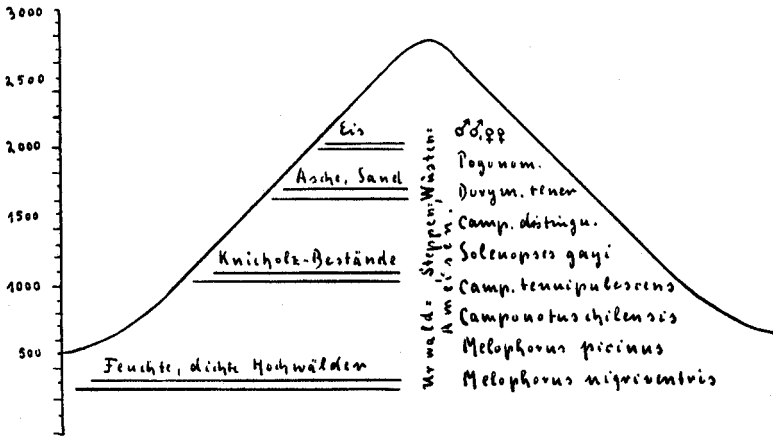 3000
2500
2000
1500
1000
500
Eis
Asche, Sand
Knieholz-Bestände
Feuchte, dichte Hochwälder
Urwald= Steppen=Wüsten=
Ameisen.
♂♂,♀♀
Pogonom.
Dorym. tener
Camp. distingu.
Solenopses gayi
Camp. tenuipubescens
Camponotus chilensis
Melophorus picinus
Melophorus nigriventris